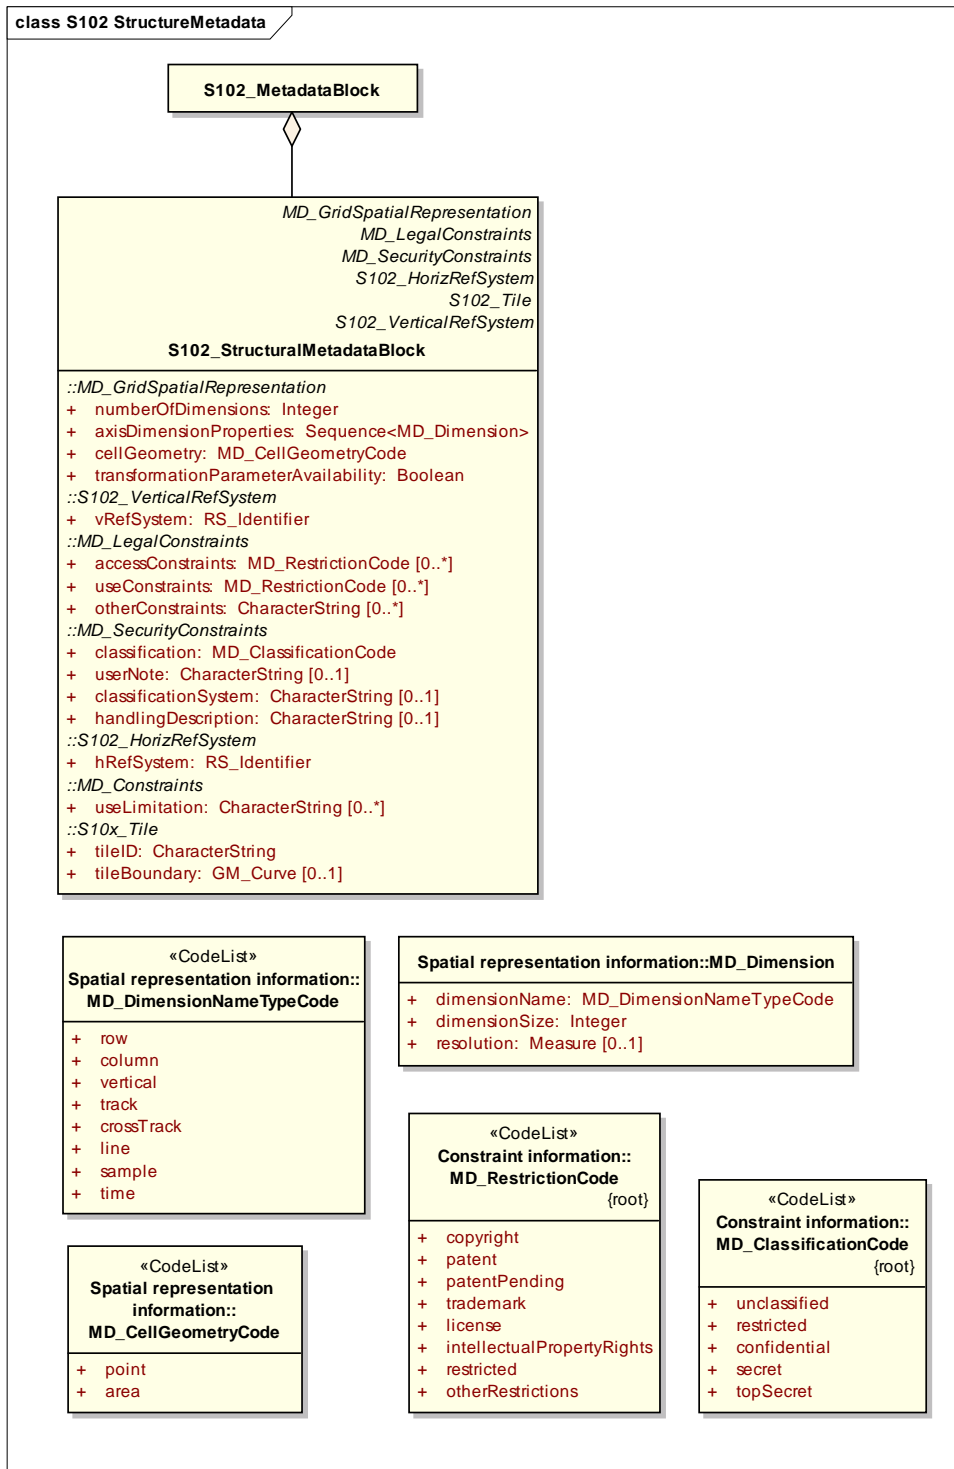 class S102 StructureMetadata
S102_MetadataBlock
MD_GridSpatialRepresentation
MD_LegalConstraints
MD_SecurityConstraints
S102_HorizRefSystem
S102_Tile
S102_VerticalRefSystem
S102_StructuralMetadataBlock
::MD_GridSpatialRepresentation
+ numberOfDimensions: Integer
+ axisDimensionProperties: Sequence<MD_Dimension>
+ cellGeometry: MD_CellGeometryCode
+ transformationParameterAvailability: Boolean
::S102_VerticalRefSystem
+ vRefSystem: RS_Identifier
::MD_LegalConstraints
+ accessConstraints: MD_RestrictionCode [0..*]
+ useConstraints: MD_RestrictionCode [0..*]
+ otherConstraints: CharacterString [0..*]
::MD_SecurityConstraints
+ classification: MD_ClassificationCode
+ userNote: CharacterString [0..1]
+ classificationSystem: CharacterString [0..1]
+ handlingDescription: CharacterString [0..1]
::S102_HorizRefSystem
+ hRefSystem: RS_Identifier
::MD_Constraints
+ useLimitation: CharacterString [0..*]
::S10x_Tile
+ tileID: CharacterString
+ tileBoundary: GM_Curve [0..1]
«CodeList»
Spatial representation information::
MD_DimensionNameTypeCode
+ row
+ column
+ vertical
+ track
+ crossTrack
+ line
+ sample
+ time
Spatial representation information::MD_Dimension
+ dimensionName: MD_DimensionNameTypeCode
+ dimensionSize: Integer
+ resolution: Measure [0..1]
«CodeList»
Constraint information::
MD_RestrictionCode
{root}
+ copyright
+ patent
+ patentPending
+ trademark
+ license
+ intellectualPropertyRights
+ restricted
+ otherRestrictions
«CodeList»
Constraint information::
MD_ClassificationCode
{root}
+ unclassified
+ restricted
+ confidential
+ secret
+ topSecret
«CodeList»
Spatial representation
information::
MD_CellGeometryCode
+ point
+ area